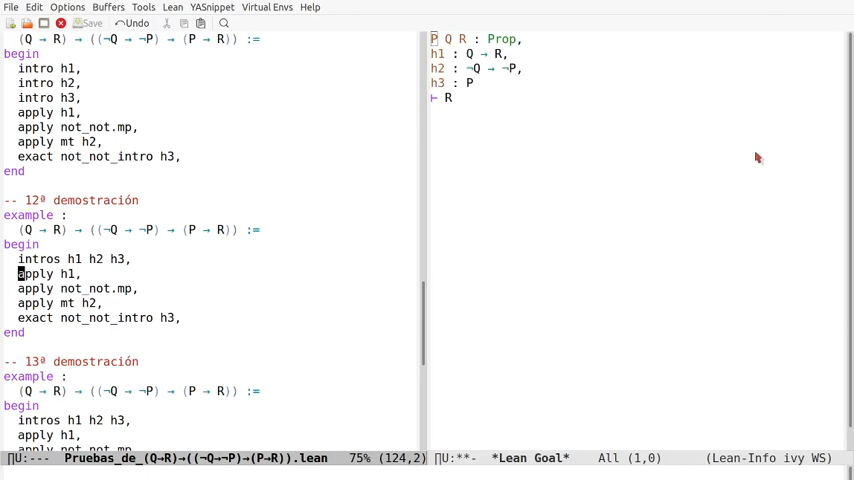 File Edit Options Buffers Tools Lean YASnippet Virtual Envs Help
Save Undo
(Q → R) → ((¬Q → ¬P) → (P → R)) :=
begin
intro h1,
intro h2,
intro h3,
apply h1,
apply not_not.mp,
apply mt h2,
exact not_not_intro h3,
end
-- 12ª demostración
example :
(Q → R) → ((¬Q → ¬P) → (P → R)) :=
begin
intros h1 h2 h3,
apply h1,
apply not_not.mp,
apply mt h2,
exact not_not_intro h3,
end
-- 13ª demostración
example :
(Q → R) → ((¬Q → ¬P) → (P → R)) :=
begin
intros h1 h2 h3,
apply h1,
apply not_not.mp
∏U:--- Pruebas_de_(Q→R)→((¬Q→¬P)→(P→R)).lean 75% (124,2)
P Q R : Prop,
h1 : Q → R,
h2 : ¬Q → ¬P,
h3 : P
⊢ R
∏U:**- *Lean Goal* All (1,0) (Lean-Info ivy WS)